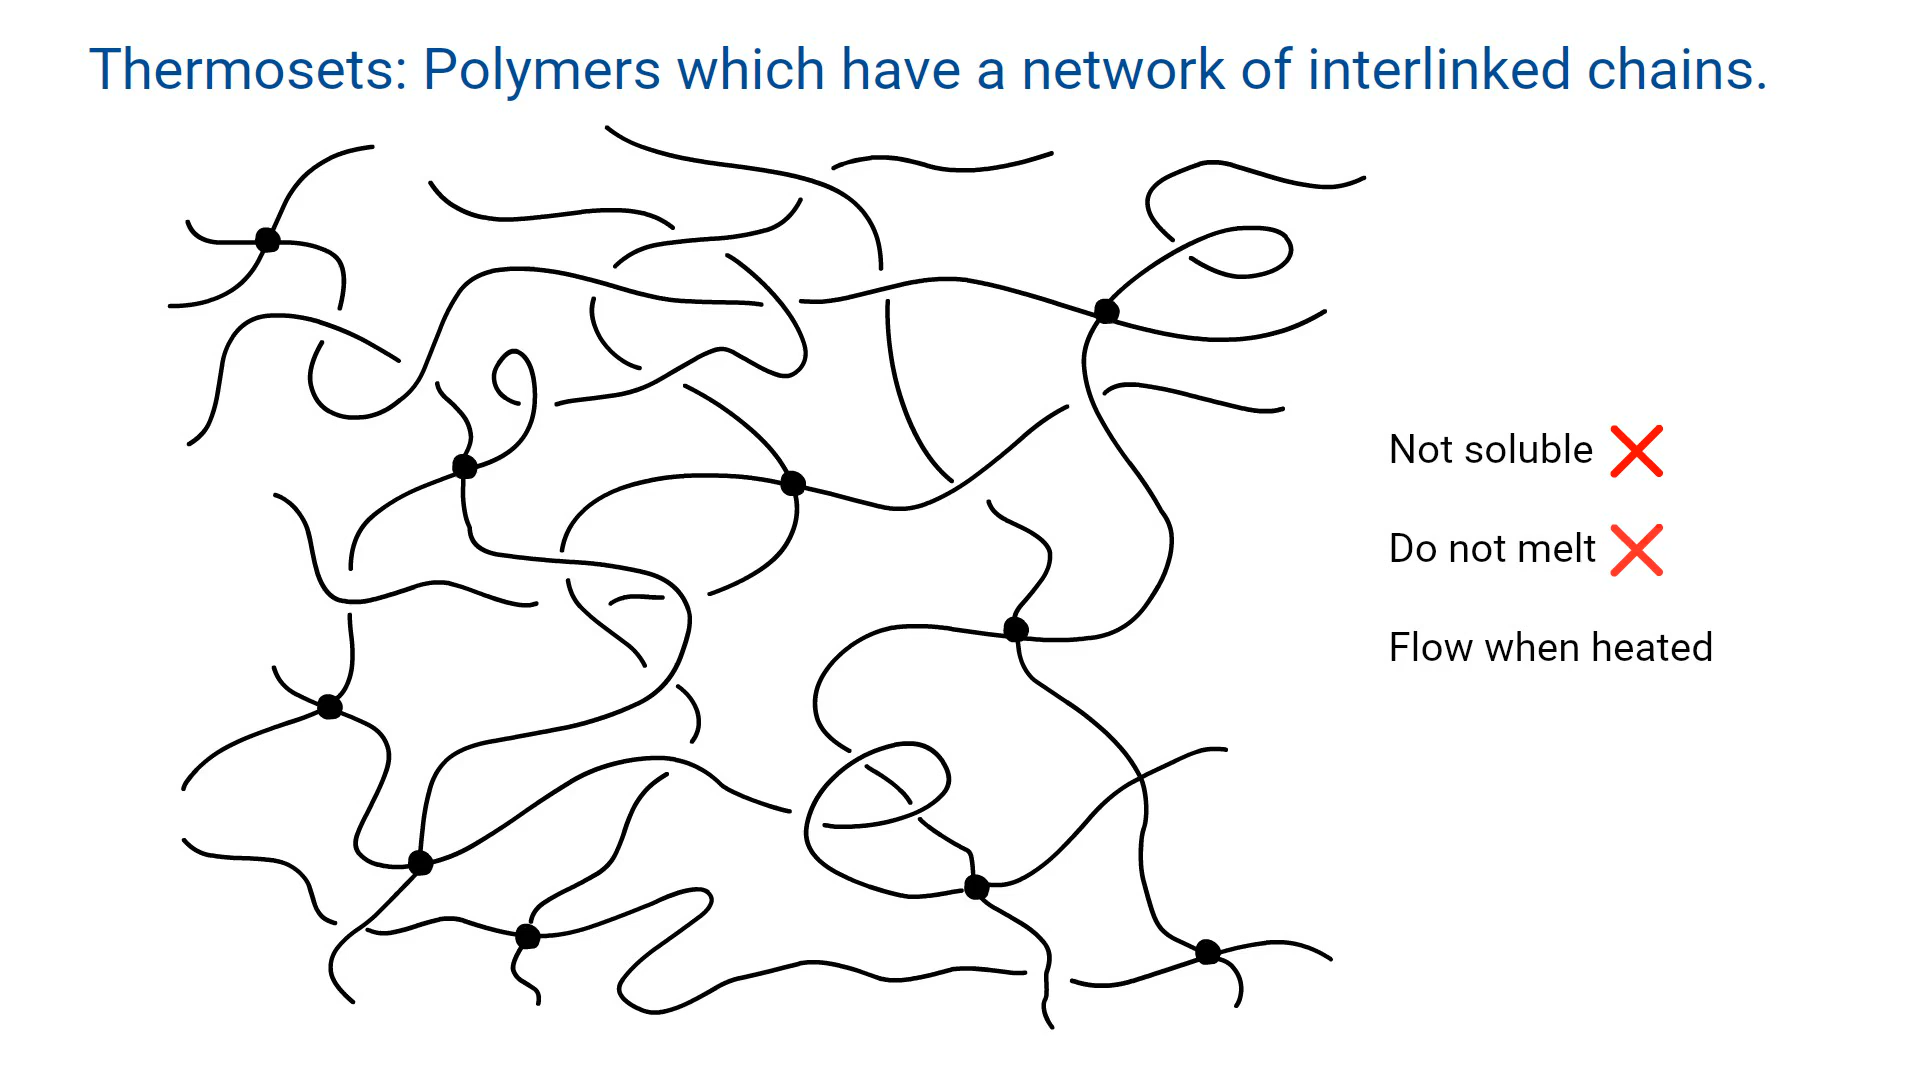 Thermosets: Polymers which have a network of interlinked chains.
Not soluble
Do not melt
Flow when heated